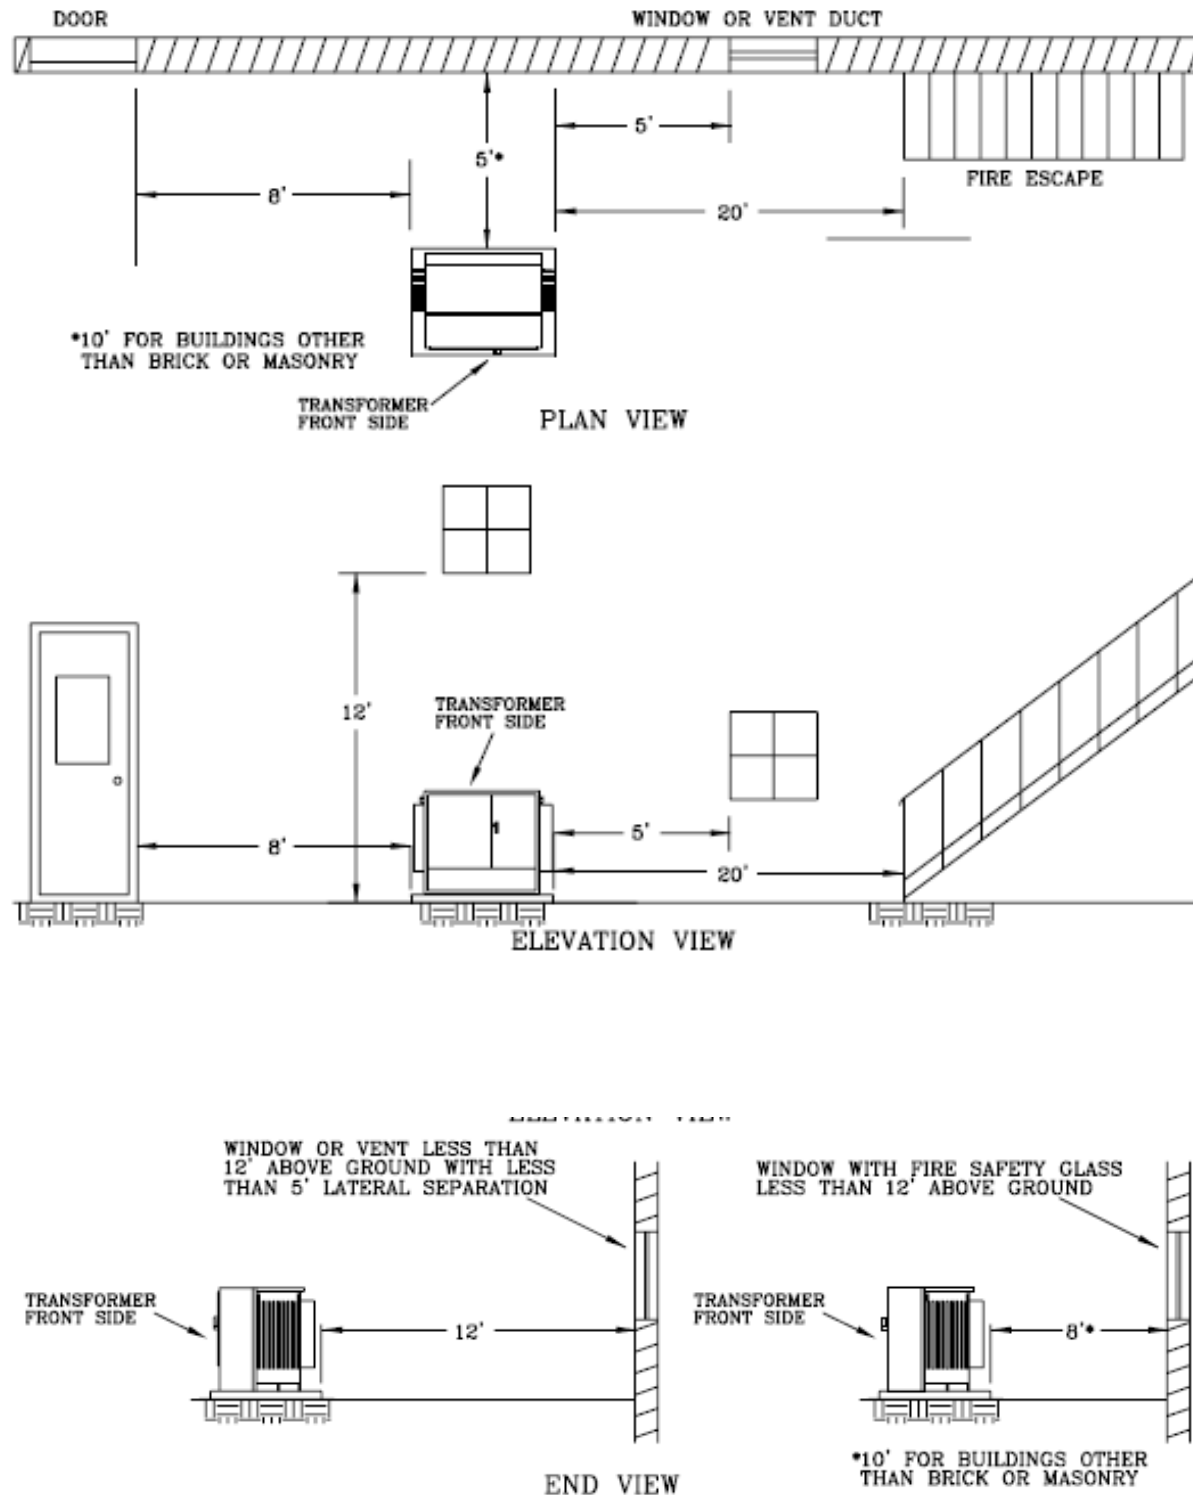 DOOR
WINDOW OR VENT DUCT
5'
5'*
8'
FIRE ESCAPE
20'
*10' FOR BUILDINGS OTHER
THAN BRICK OR MASONRY
TRANSFORMER
FRONT SIDE
PLAN VIEW
12'
TRANSFORMER
FRONT SIDE
5'
8'
20'
ELEVATION VIEW
ELEVATION VIEW
WINDOW OR VENT LESS THAN
12' ABOVE GROUND WITH LESS
THAN 5' LATERAL SEPARATION
WINDOW WITH FIRE SAFETY GLASS
LESS THAN 12' ABOVE GROUND
TRANSFORMER
FRONT SIDE
12'
TRANSFORMER
FRONT SIDE
8'*
*10' FOR BUILDINGS OTHER
THAN BRICK OR MASONRY
END VIEW